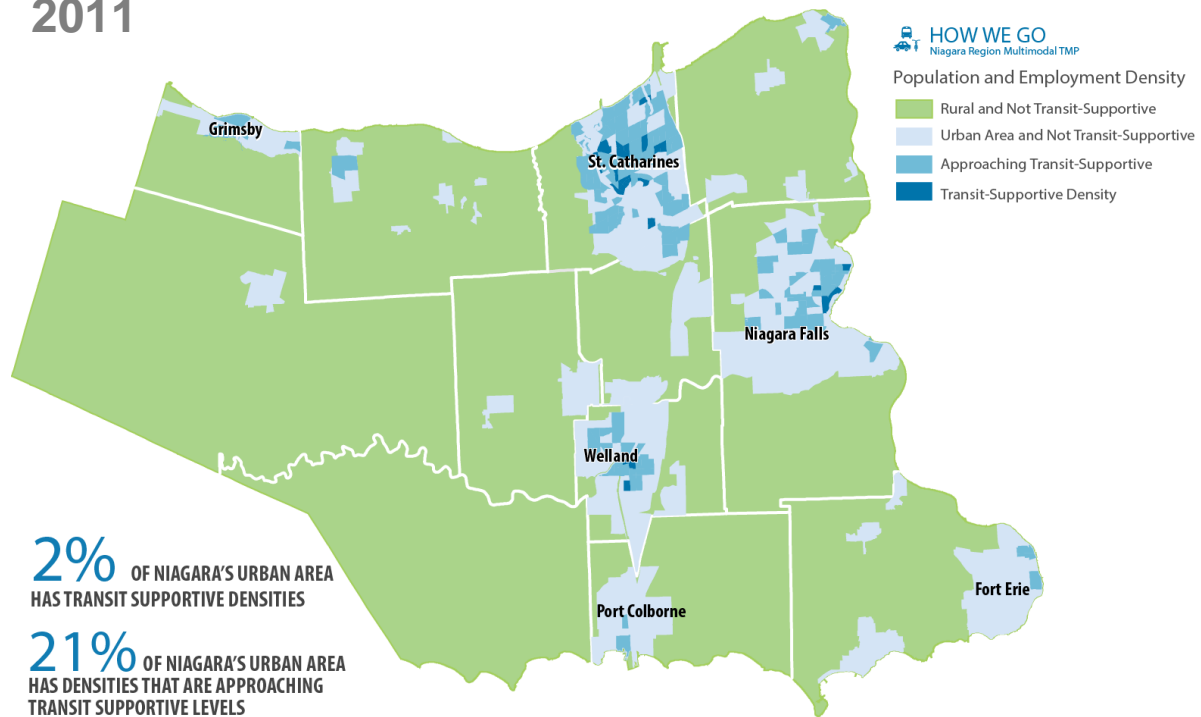 2011
HOW WE GO
Niagara Region Multimodal TMP
Population and Employment Density
Rural and Not Transit-Supportive
Urban Area and Not Transit-Supportive
Approaching Transit-Supportive
Transit-Supportive Density
Grimsby
St. Catharines
Niagara Falls
Welland
Port Colborne
Fort Erie
2% OF NIAGARA'S URBAN AREA
HAS TRANSIT SUPPORTIVE DENSITIES
21% OF NIAGARA'S URBAN AREA
HAS DENSITIES THAT ARE APPROACHING
TRANSIT SUPPORTIVE LEVELS